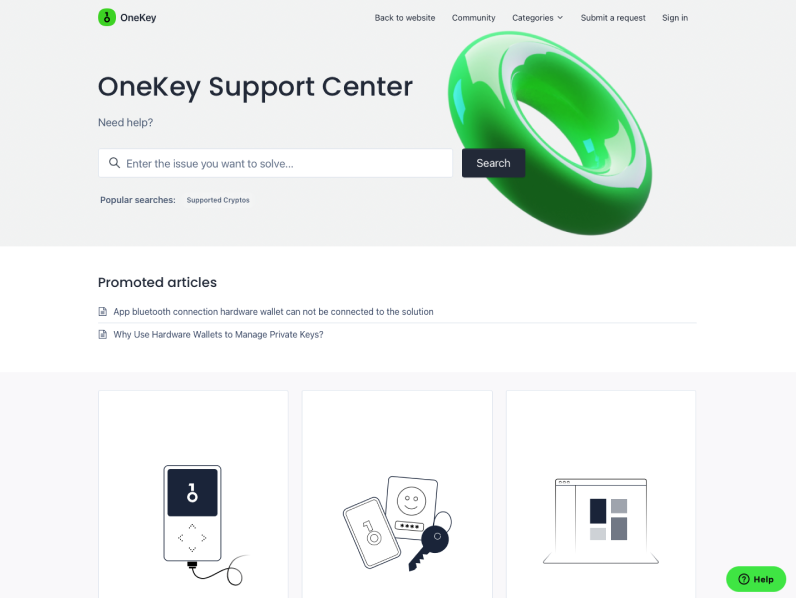 OneKey
Back to website
Community
Categories
Submit a request
Sign in
OneKey Support Center
Need help?
Enter the issue you want to solve...
Search
Popular searches:
Supported Cryptos
Promoted articles
App bluetooth connection hardware wallet can not be connected to the solution
Why Use Hardware Wallets to Manage Private Keys?
****
Help